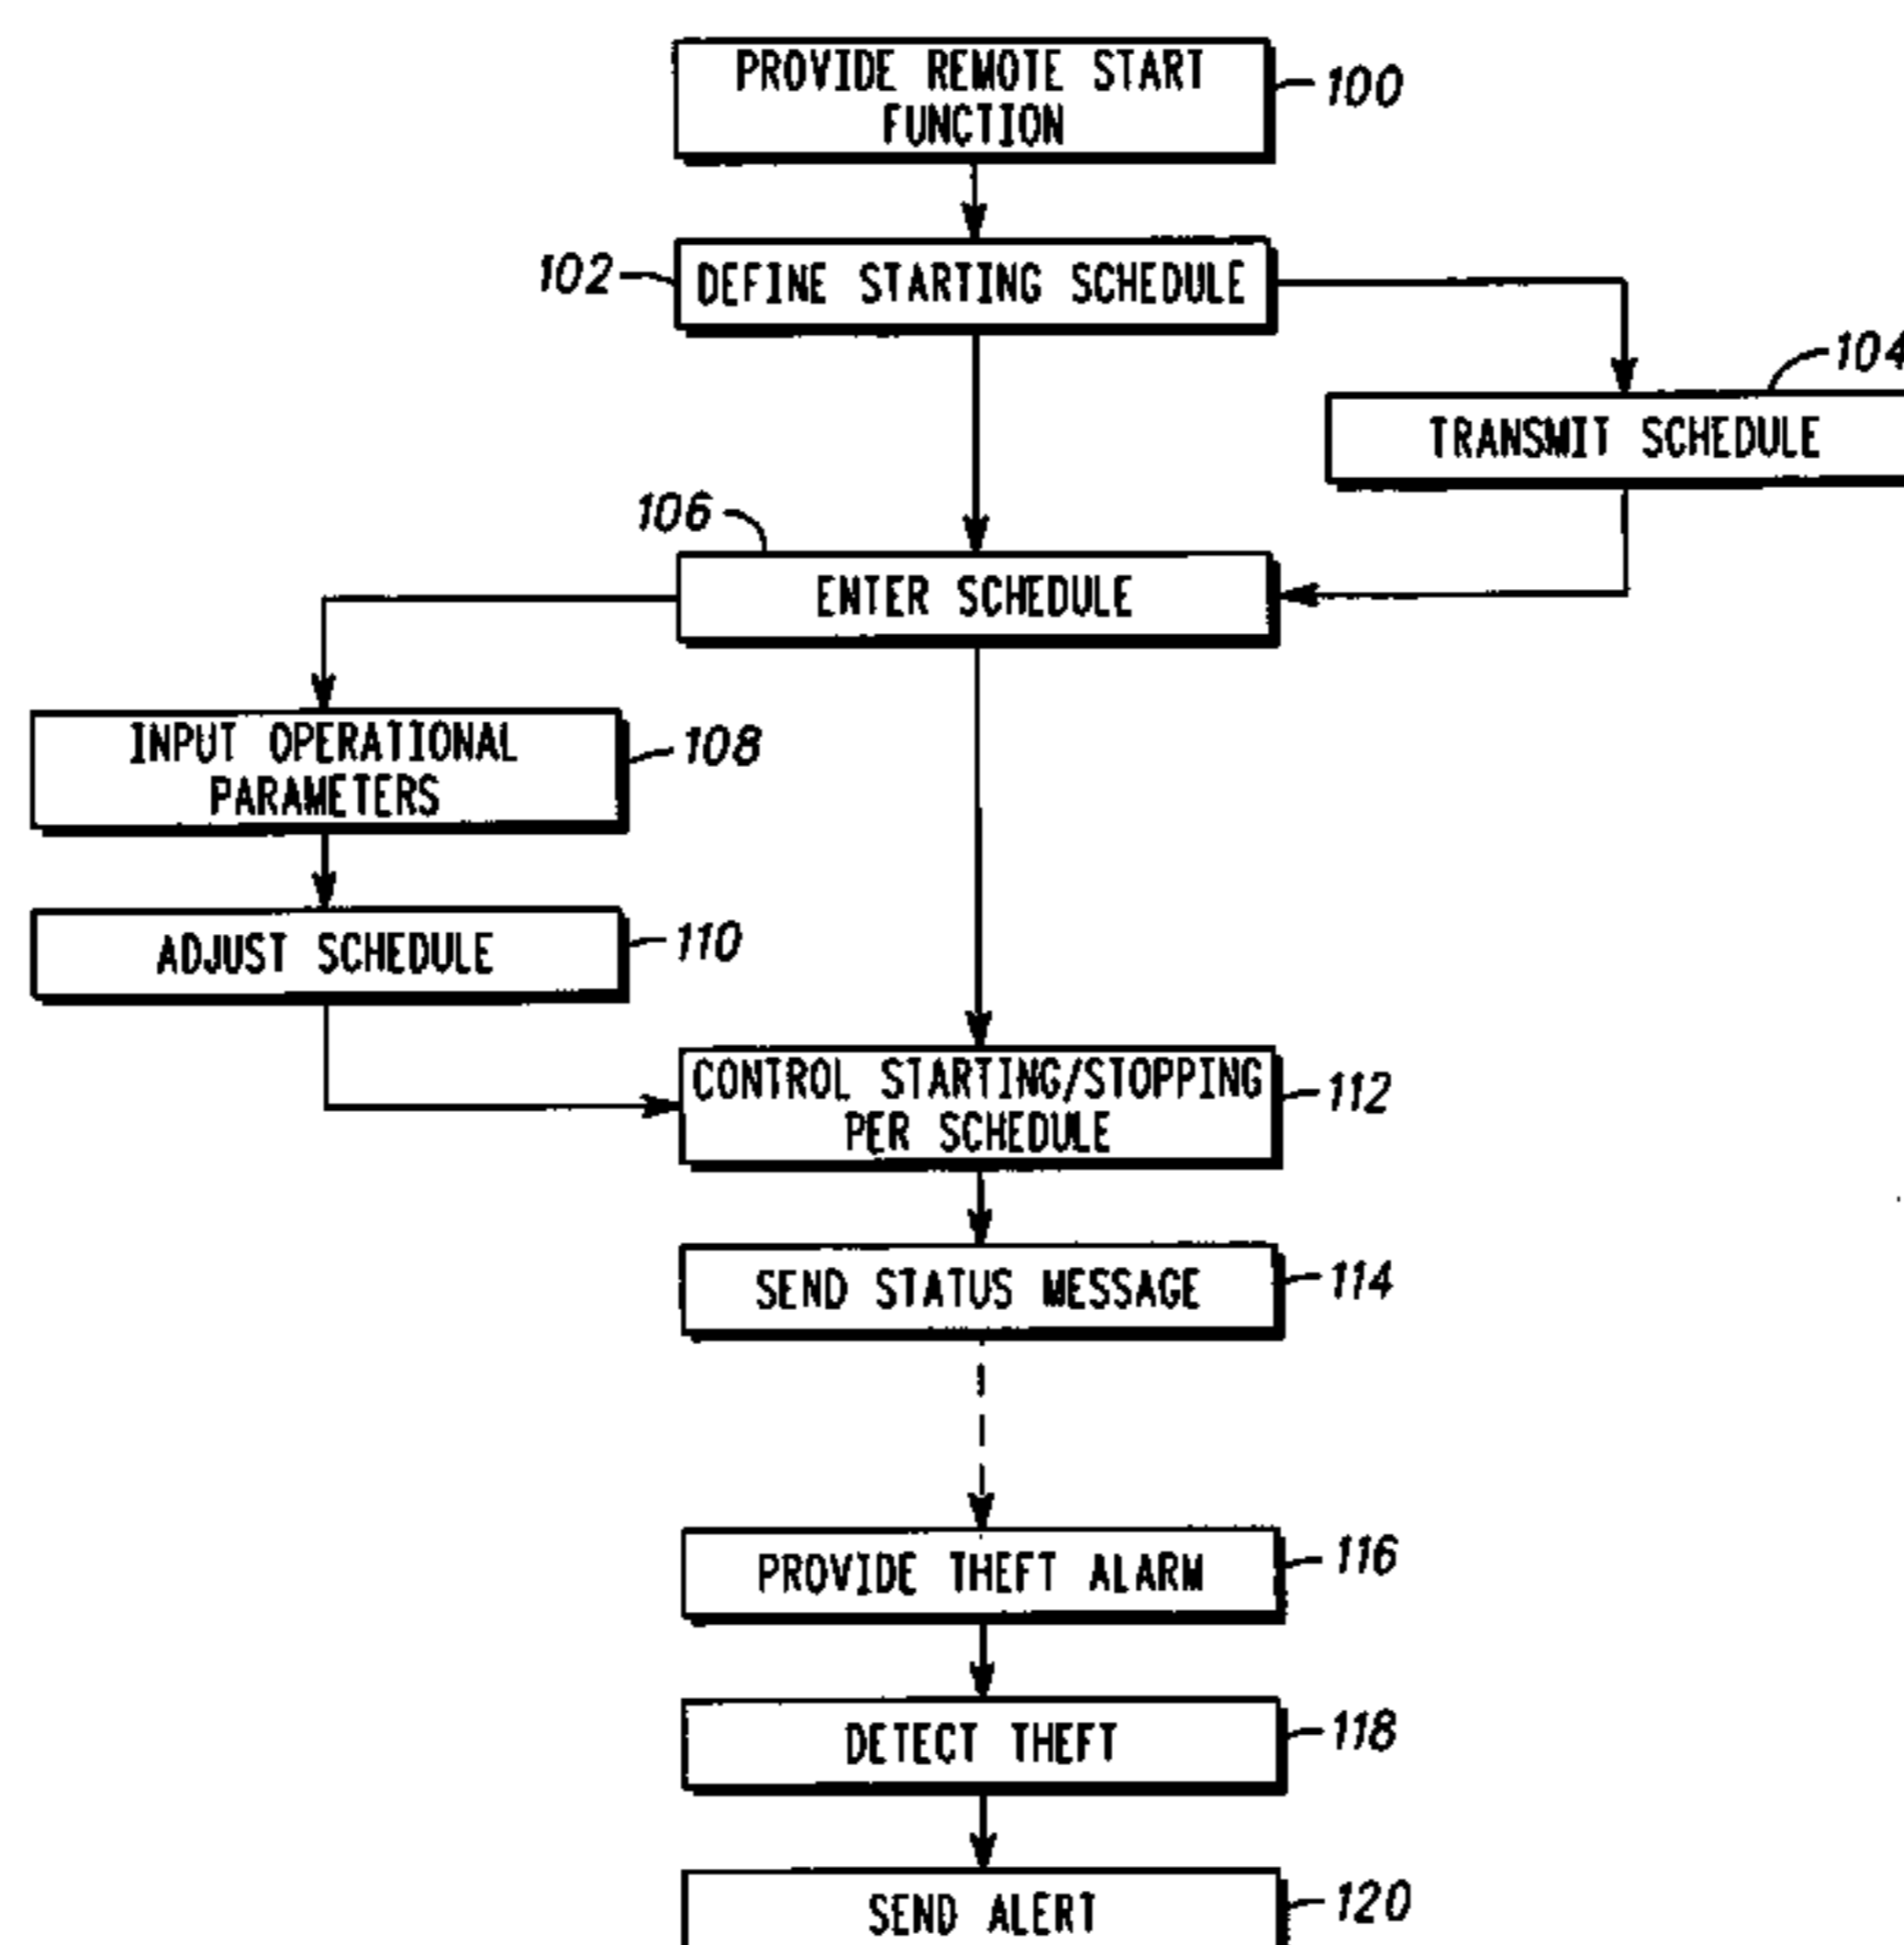 PROVIDE REMOTE START
FUNCTION
100
102
DEFINE STARTING SCHEDULE
104
TRANSMIT SCHEDULE
106
ENTER SCHEDULE
INPUT OPERATIONAL
PARAMETERS
108
ADJUST SCHEDULE
110
CONTROL STARTING/STOPPING
PER SCHEDULE
112
SEND STATUS MESSAGE
114
PROVIDE THEFT ALARM
116
DETECT THEFT
118
SEND ALERT
120